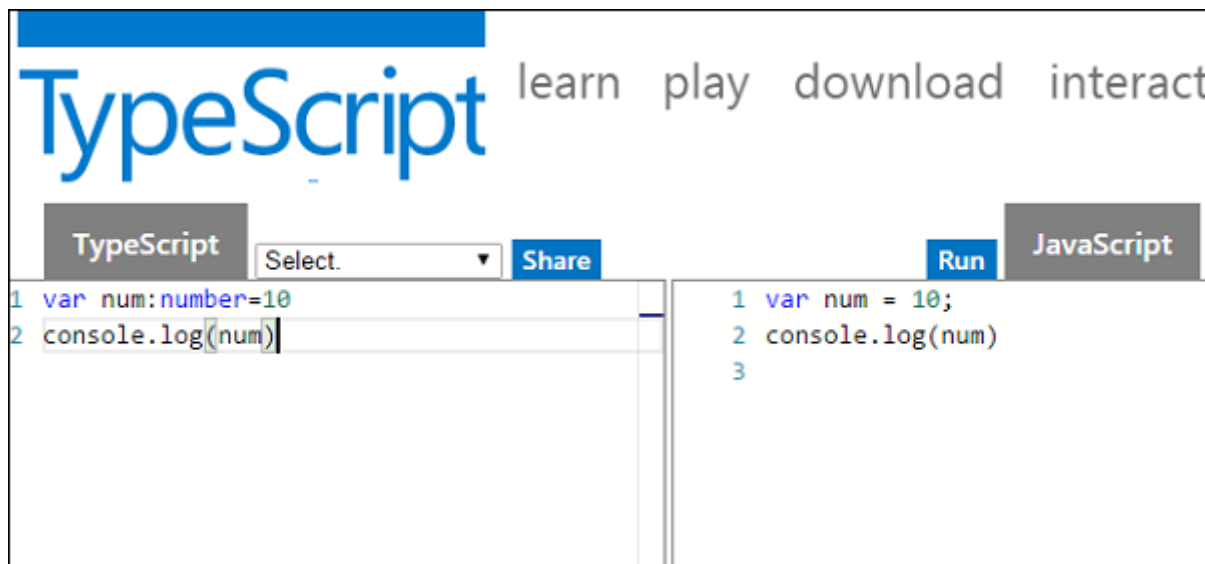 TypeScript learn play download interact
TypeScript Select. Share Run JavaScript
1 var num:number=10
2 console.log(num)
1 var num = 10;
2 console.log(num)
3